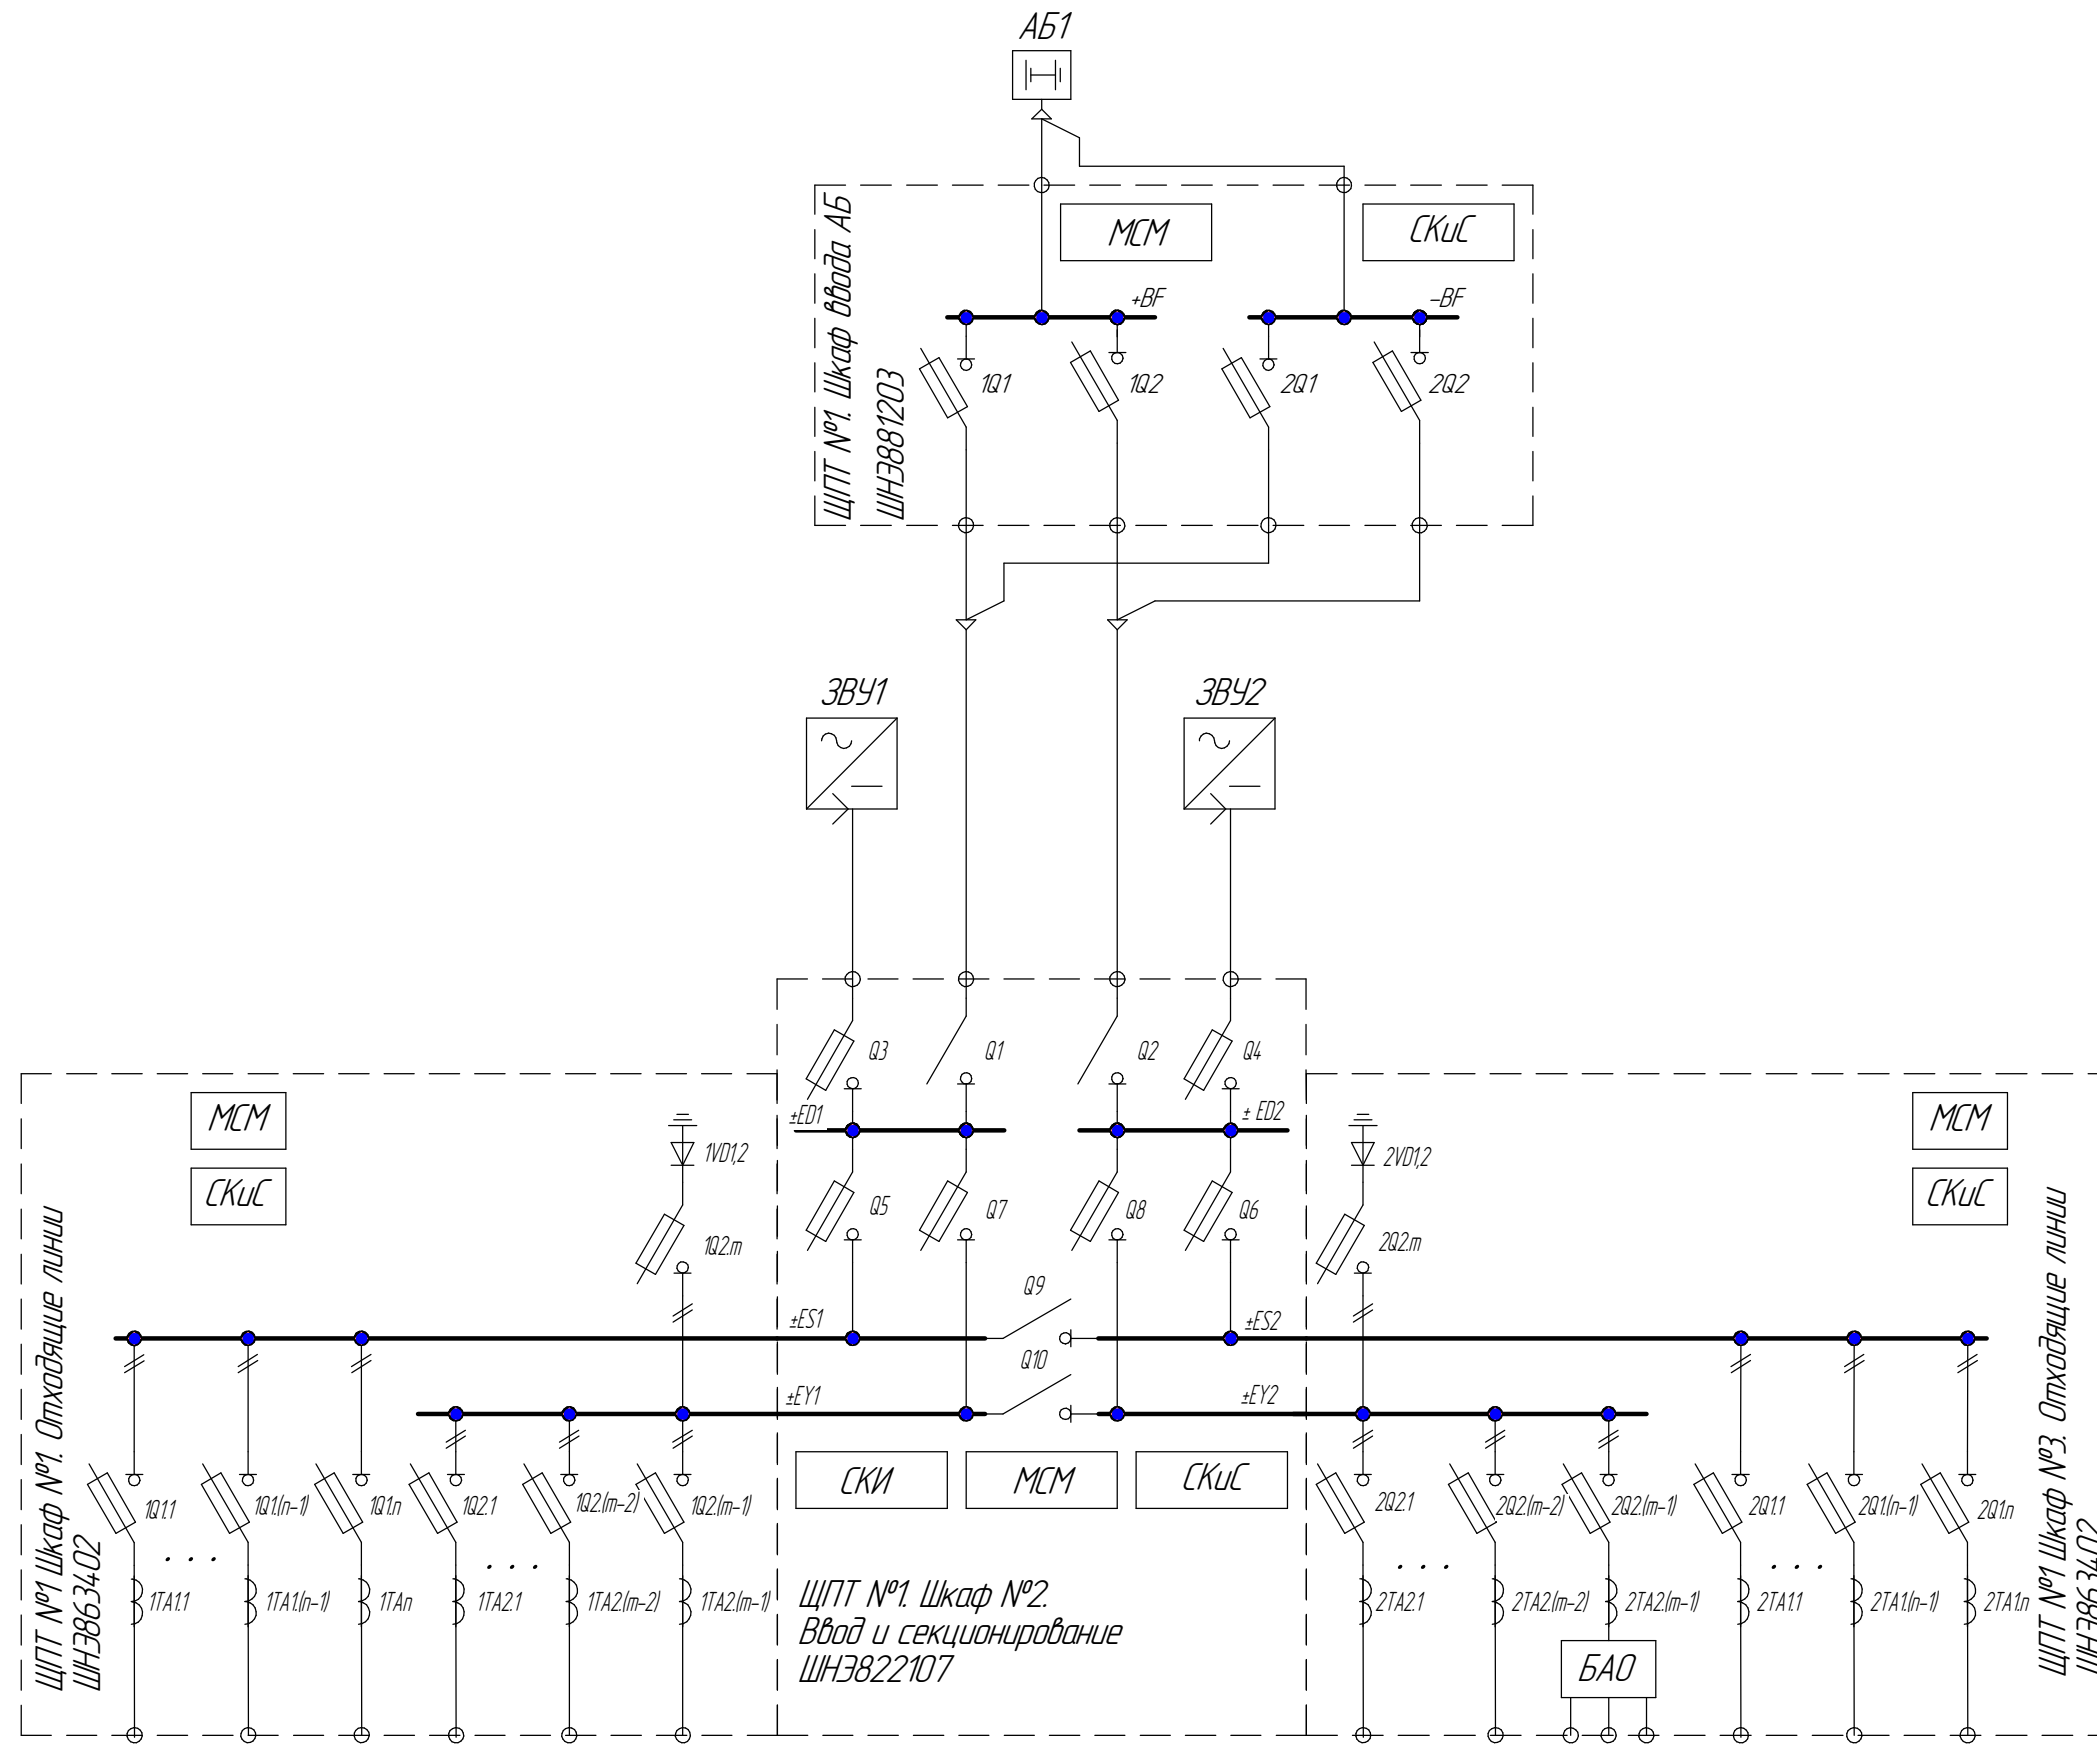 АБ1
ЩПТ №1. Шкаф ввода АБ
ШНЭ881203
МСМ
СКиС
+BF
-BF
1Q1
1Q2
2Q1
2Q2
ЗВУ1
ЗВУ2
Q3
Q1
Q2
Q4
±ED1
± ED2
Q5
Q7
Q8
Q6
Q9
±ES1
±ES2
Q10
±EY1
±EY2
СКИ
МСМ
СКиС
ЩПТ №1. Шкаф №2.
Ввод и секционирование
ШНЭ822107
МСМ
СКиС
1VD1,2
1Q2.m
ЩПТ №1 Шкаф №1. Отходящие линии
ШНЭ863402
1Q1.1
1Q1.(n-1)
1Q1.n
1Q2.1
1Q2.(m-2)
1Q2.(m-1)
. . .
. . .
1TA1.1
1TA1.(n-1)
1TAn
1TA2.1
1TA2.(m-2)
1TA2.(m-1)
МСМ
СКиС
2VD1,2
2Q2.m
2Q2.1
2Q2.(m-2)
2Q2.(m-1)
2Q1.1
2Q1.(n-1)
2Q1.n
. . .
. . .
2TA2.1
2TA2.(m-2)
2TA2.(m-1)
2TA1.1
2TA1.(n-1)
2TA1.n
БАО
ЩПТ №1 Шкаф №3. Отходящие линии
ШНЭ863402